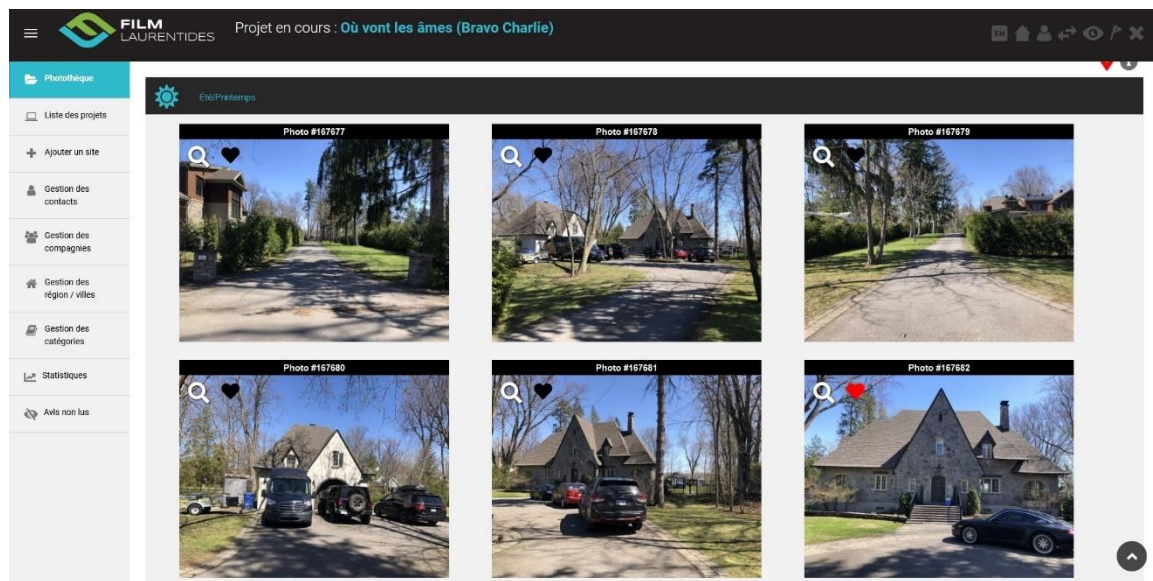 FILM
LAURENTIDES
Projet en cours : Où vont les âmes (Bravo Charlie)
EN
Photothèque
Liste des projets
Ajouter un site
Gestion des
contacts
Gestion des
compagnies
Gestion des
région / villes
Gestion des
catégories
Statistiques
Avis non lus
Été/Printemps
Photo #167677
Photo #167678
Photo #167679
Photo #167680
Photo #167681
Photo #167682